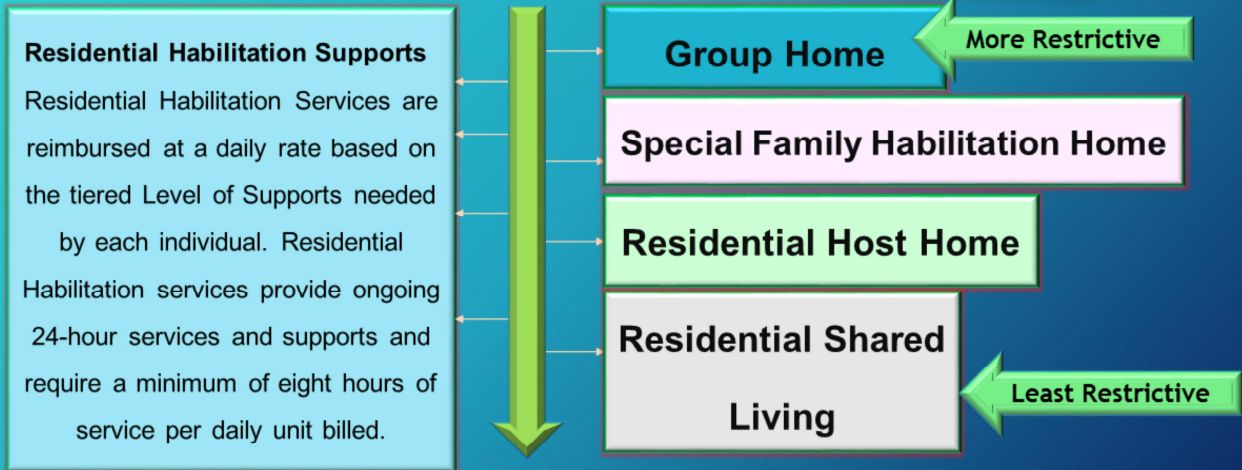 Residential Habilitation Supports
Residential Habilitation Services are
reimbursed at a daily rate based on
the tiered Level of Supports needed
by each individual. Residential
Habilitation services provide ongoing
24-hour services and supports and
require a minimum of eight hours of
service per daily unit billed.
Group Home
More Restrictive
Special Family Habilitation Home
Residential Host Home
Residential Shared
Living
Least Restrictive